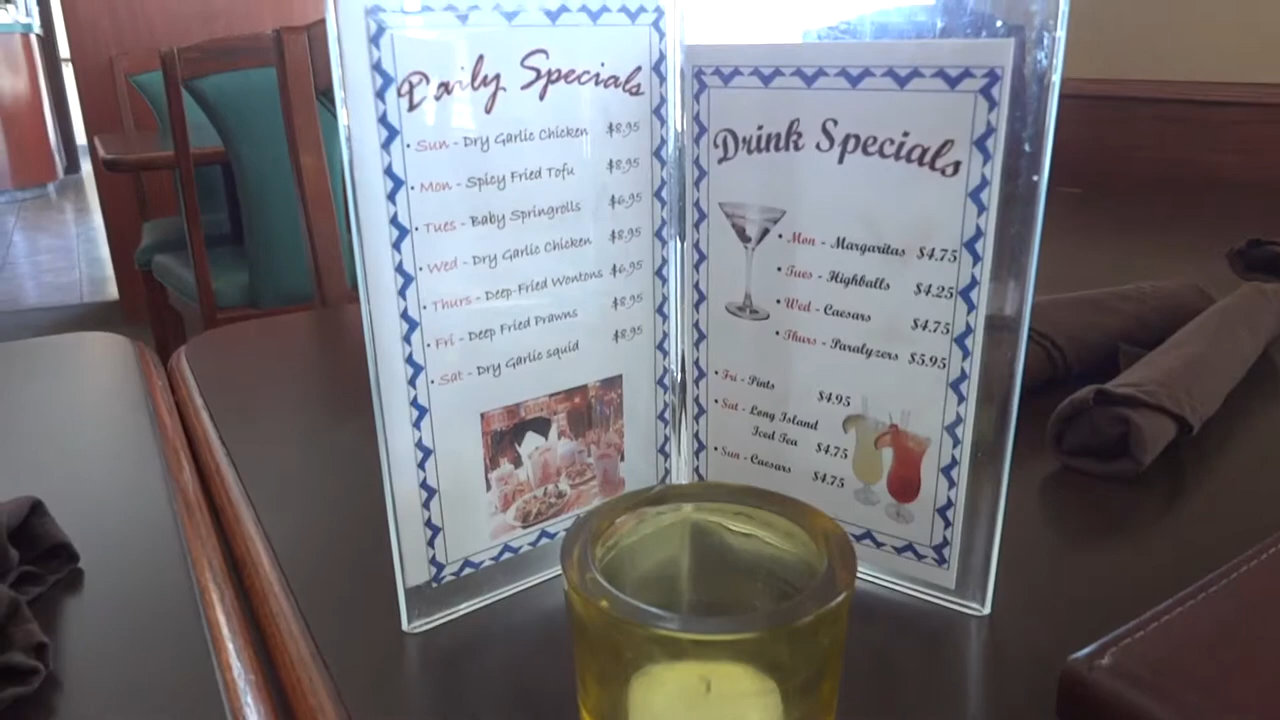 Daily Specials
• Sun - Dry Garlic Chicken $8.95
• Mon - Spicy Fried Tofu $8.95
• Tues - Baby Springrolls $6.95
• Wed - Dry Garlic Chicken $8.95
• Thurs - Deep-Fried Wontons $6.95
• Fri - Deep Fried Prawns $8.95
• Sat - Dry Garlic squid $8.95
Drink Specials
• Mon - Margaritas $4.75
• Tues - Highballs $4.25
• Wed - Caesars $4.75
• Thurs - Paralyzers $5.95
• Fri - Pints $4.95
• Sat - Long Island
Iced Tea $4.75
• Sun - Caesars $4.75